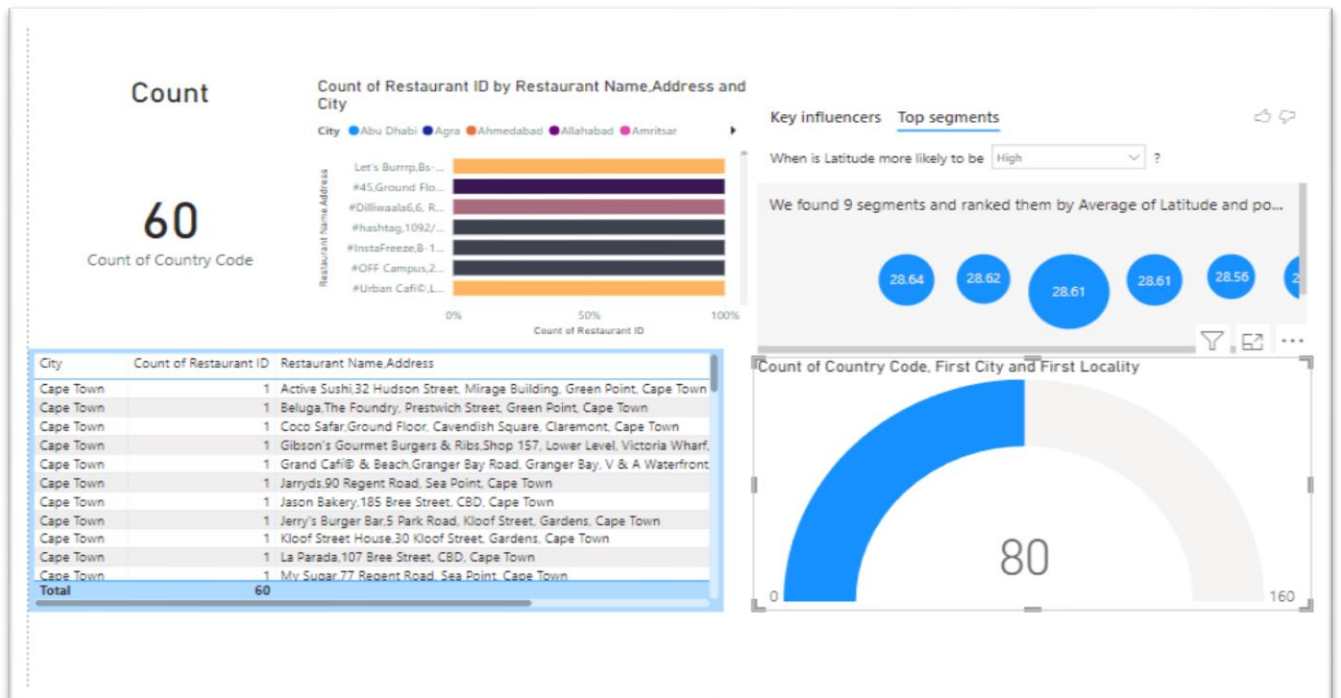 Count
60
Count of Country Code
Count of Restaurant ID by Restaurant Name,Address and
City
City Abu Dhabi Agra Ahmedabad Allahabad Amritsar
Restaurant Name Address
Let's Burrrp,Bs-...
#45,Ground Flo...
#Dilliwaala6,6, R...
#hashtag,1092/...
#InstaFreeze,B-1...
#OFF Campus,2...
#Urban Cafi©,L...
0% 50% 100%
Count of Restaurant ID
Key influencers Top segments
When is Latitude more likely to be High ?
We found 9 segments and ranked them by Average of Latitude and po...
28.64 28.62 28.61 28.61 28.56 2
City Count of Restaurant ID Restaurant Name,Address
Cape Town 1 Active Sushi,32 Hudson Street, Mirage Building, Green Point, Cape Town
Cape Town 1 Beluga,The Foundry, Prestwich Street, Green Point, Cape Town
Cape Town 1 Coco Safar,Ground Floor, Cavendish Square, Claremont, Cape Town
Cape Town 1 Gibson's Gourmet Burgers & Ribs,Shop 157, Lower Level, Victoria Wharf,
Cape Town 1 Grand Cafi© & Beach,Granger Bay Road, Granger Bay, V & A Waterfront
Cape Town 1 Jarryds,90 Regent Road, Sea Point, Cape Town
Cape Town 1 Jason Bakery,185 Bree Street, CBD, Cape Town
Cape Town 1 Jerry's Burger Bar,5 Park Road, Kloof Street, Gardens, Cape Town
Cape Town 1 Kloof Street House,30 Kloof Street, Gardens, Cape Town
Cape Town 1 La Parada,107 Bree Street, CBD, Cape Town
Cape Town 1 My Sugar,77 Regent Road, Sea Point, Cape Town
Total 60
Count of Country Code, First City and First Locality
80
0 160